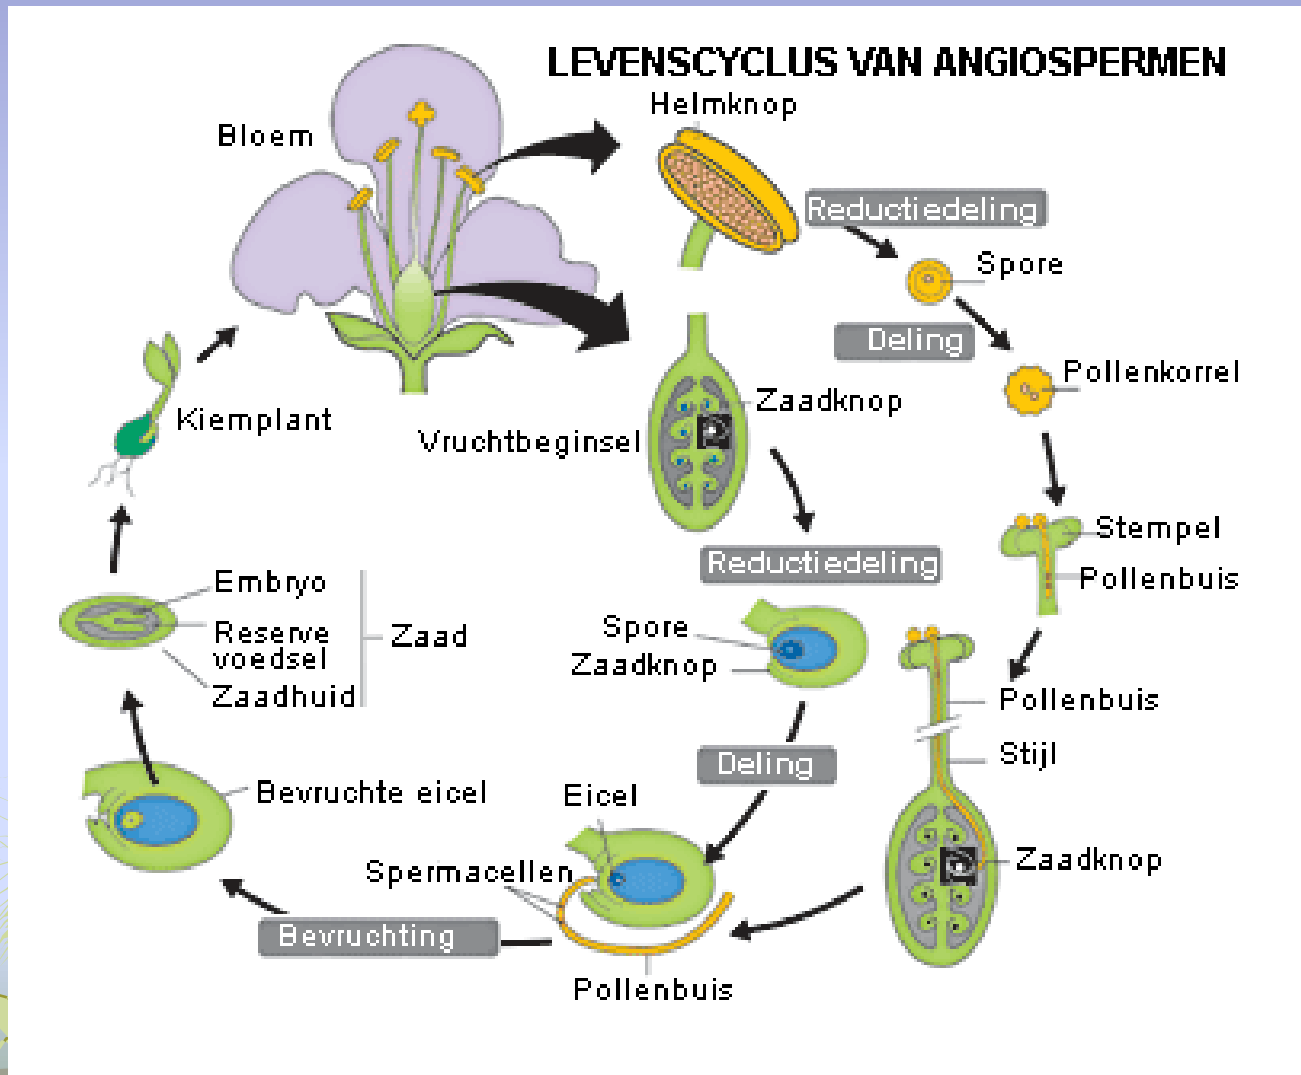 LEVENSCYCLUS VAN ANGIOSPERMEN
Helmknop
Bloem
Reductiedeling
Spore
Deling
Pollenkorrel
Zaadknop
Kiemplant
Vruchtbeginsel
Stempel
Reductiedeling
Pollenbuis
Embryo
Reserve
voedsel
Zaadhuid
Zaad
Spore
Zaadknop
Pollenbuis
Stijl
Deling
Bevruchte eicel
Eicel
Zaadknop
Spermacellen
Bevruchting
Pollenbuis